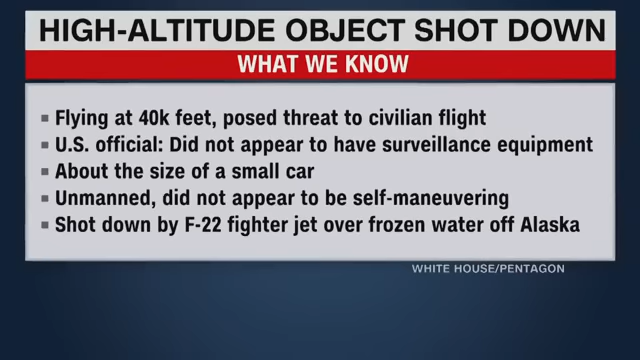 HIGH-ALTITUDE OBJECT SHOT DOWN
WHAT WE KNOW
▪ Flying at 40k feet, posed threat to civilian flight
▪ U.S. official: Did not appear to have surveillance equipment
▪ About the size of a small car
▪ Unmanned, did not appear to be self-maneuvering
▪ Shot down by F-22 fighter jet over frozen water off Alaska
WHITE HOUSE/PENTAGON